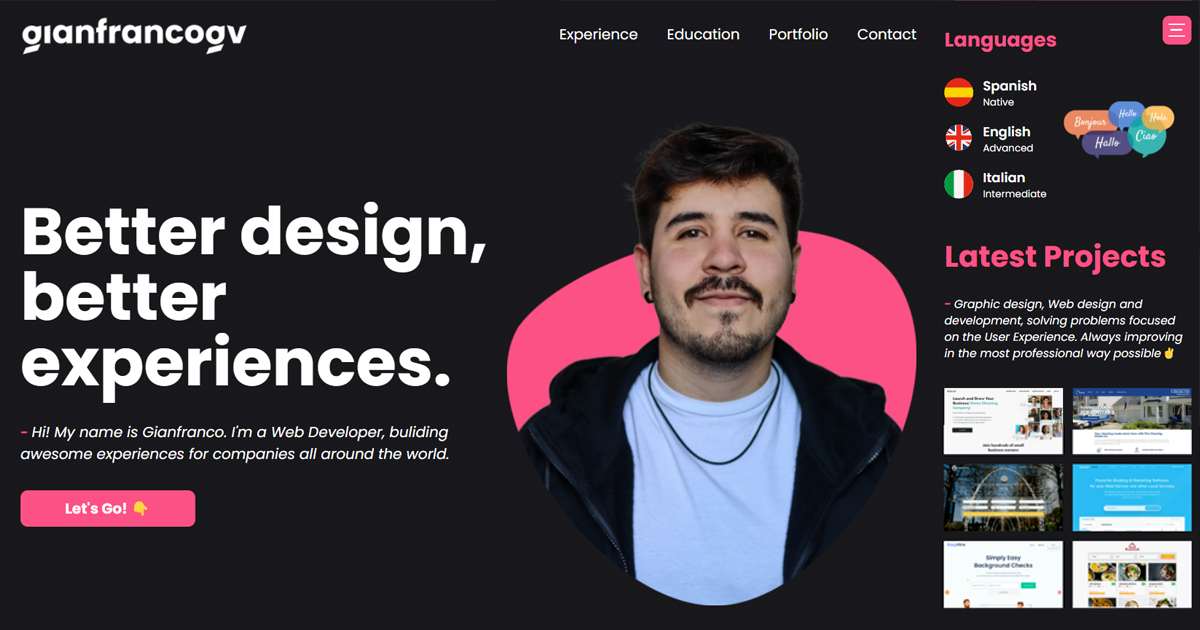 gianfrancogv
Experience
Education
Portfolio
Contact
Better design,
better
experiences.
- Hi! My name is Gianfranco. I'm a Web Developer, buliding
awesome experiences for companies all around the world.
Let's Go! 👇
Languages
Spanish
Native
English
Advanced
Italian
Intermediate
Bonjour
Hello
Hola
Hallo
Ciao
Latest Projects
- Graphic design, Web design and
development, solving problems focused
on the User Experience. Always improving
in the most professional way possible✌️
Launch and Grow Your
Business Home Cleaning
Company!
Join hundreds of small
business owners
Simply Easy
Background Checks